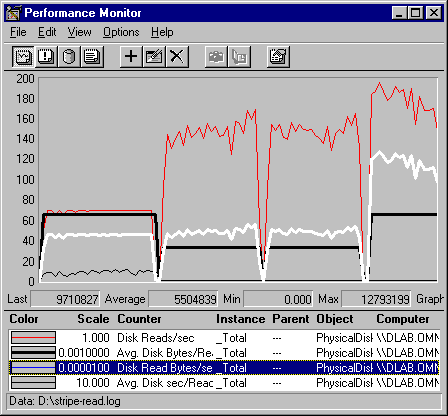 Performance Monitor
File Edit View Options Help
200
180
160
140
120
100
80
60
40
20
0
Last 9710827 Average 5504839 Min 0.000 Max 12793199 Graph
Color Scale Counter Instance Parent Object Computer
1.000 Disk Reads/sec _Total --- PhysicalDisk \\DLAB.OMN
0.0010000 Avg. Disk Bytes/Read _Total --- PhysicalDisk \\DLAB.OMN
0.0000100 Disk Read Bytes/se _Total --- PhysicalDisk \\DLAB.OMN
10.000 Avg. Disk sec/Read _Total --- PhysicalDisk \\DLAB.OMN
Data: D:\stripe-read.log